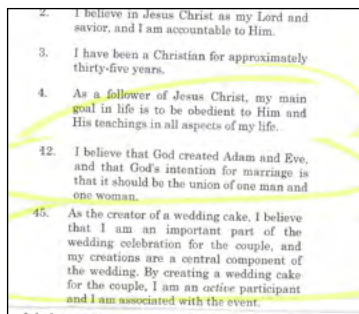 2. I believe in Jesus Christ as my Lord and
savior, and I am accountable to Him.
3. I have been a Christian for approximately
thirty-five years.
4. As a follower of Jesus Christ, my main
goal in life is to be obedient to Him and
His teachings in all aspects of my life.
42. I believe that God created Adam and Eve,
and that God's intention for marriage is
that it should be the union of one man and
one woman.
45. As the creator of a wedding cake, I believe
that I am an important part of the
wedding celebration for the couple, and
my creations are a central component of
the wedding. By creating a wedding cake
for the couple, I am an active participant
and I am associated with the event.